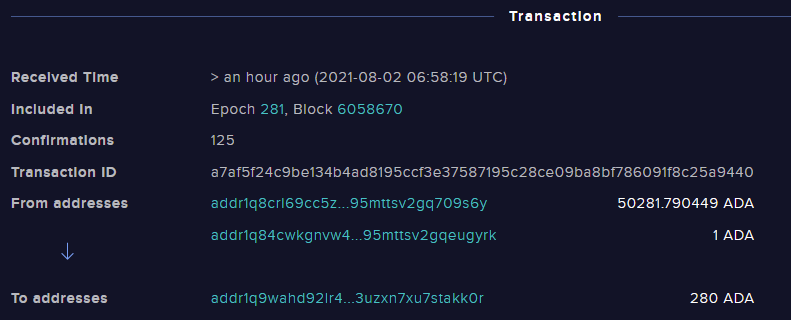 Transaction
Received Time > an hour ago (2021-08-02 06:58:19 UTC)
Included In Epoch 281, Block 6058670
Confirmations 125
Transaction ID a7af5f24c9be134b4ad8195ccf3e37587195c28ce09ba8bf786091f8c25a9440
From addresses addr1q8crl69cc5z...95mttsv2gq709s6y 50281.790449 ADA
addr1q84cwkgnvw4...95mttsv2gqeugyrk 1 ADA
To addresses addr1q9wahd92lr4...3uzxn7xu7stakk0r 280 ADA